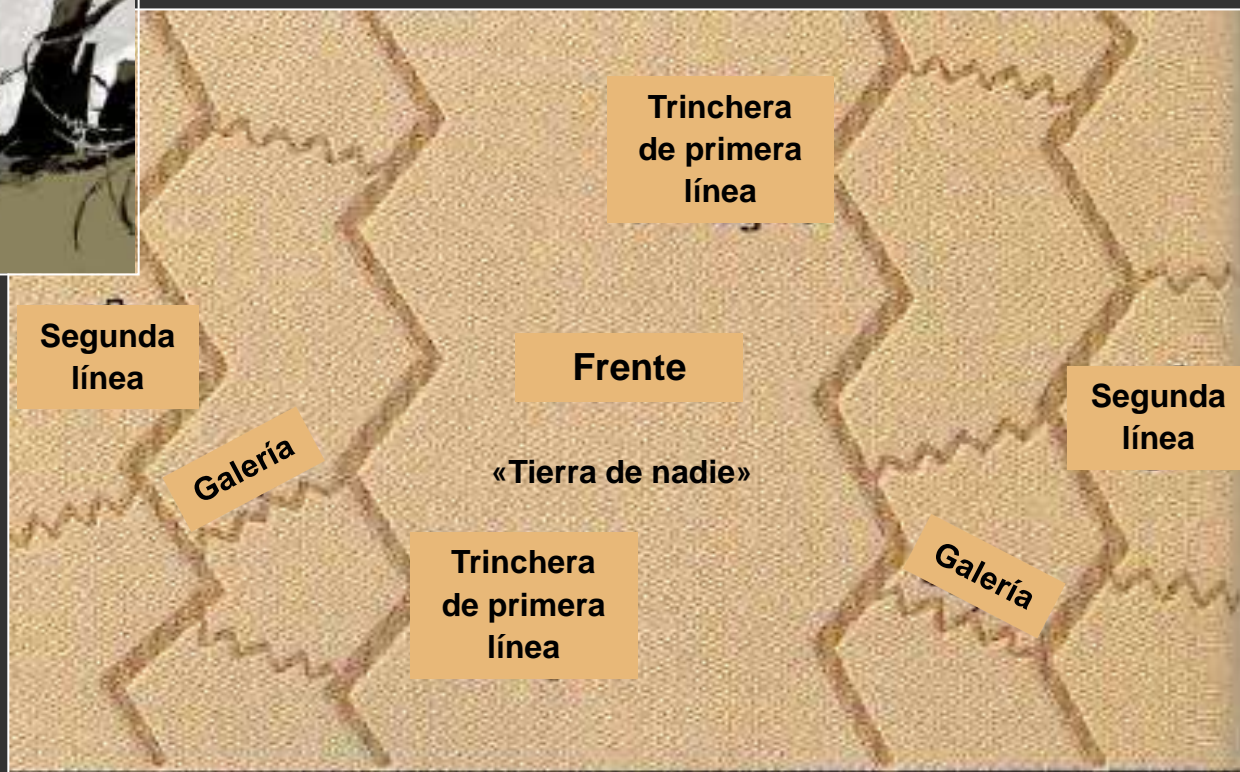 Trinchera
de primera
línea
Segunda
línea
Frente
Segunda
línea
Galería
«Tierra de nadie»
Trinchera
de primera
línea
Galería